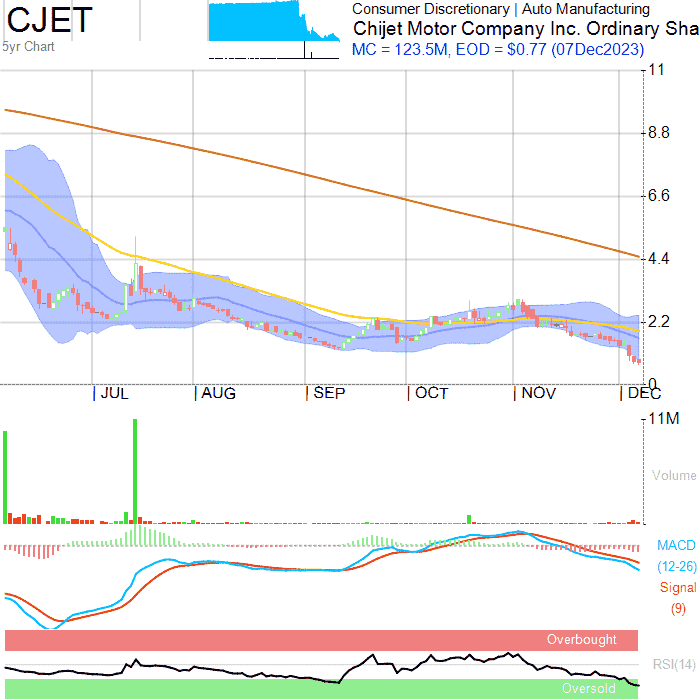 CJET
5yr Chart
Consumer Discretionary | Auto Manufacturing
Chijet Motor Company Inc. Ordinary Sha
MC = 123.5M, EOD = $0.77 (07Dec2023)
11
8.8
6.6
4.4
2.2
0
JUL AUG SEP OCT NOV DEC
11M
Volume
MACD
(12-26)
Signal
(9)
Overbought
RSI(14)
Oversold